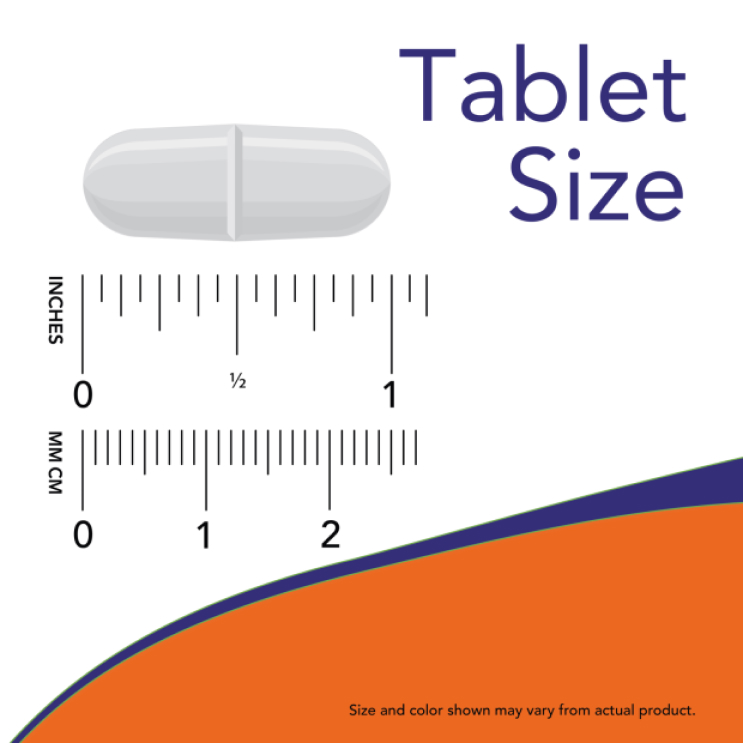 Tablet
Size
INCHES
0
½
1
MM CM
0
1
2
Size and color shown may vary from actual product.